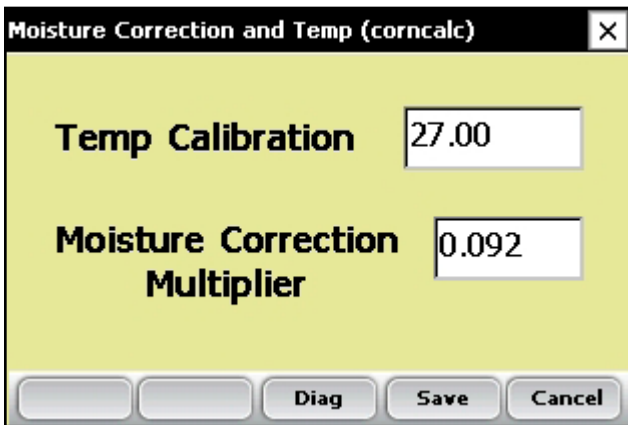 Moisture Correction and Temp (corncalc)
Temp Calibration 27.00
Moisture Correction 0.092
Multiplier
Diag Save Cancel